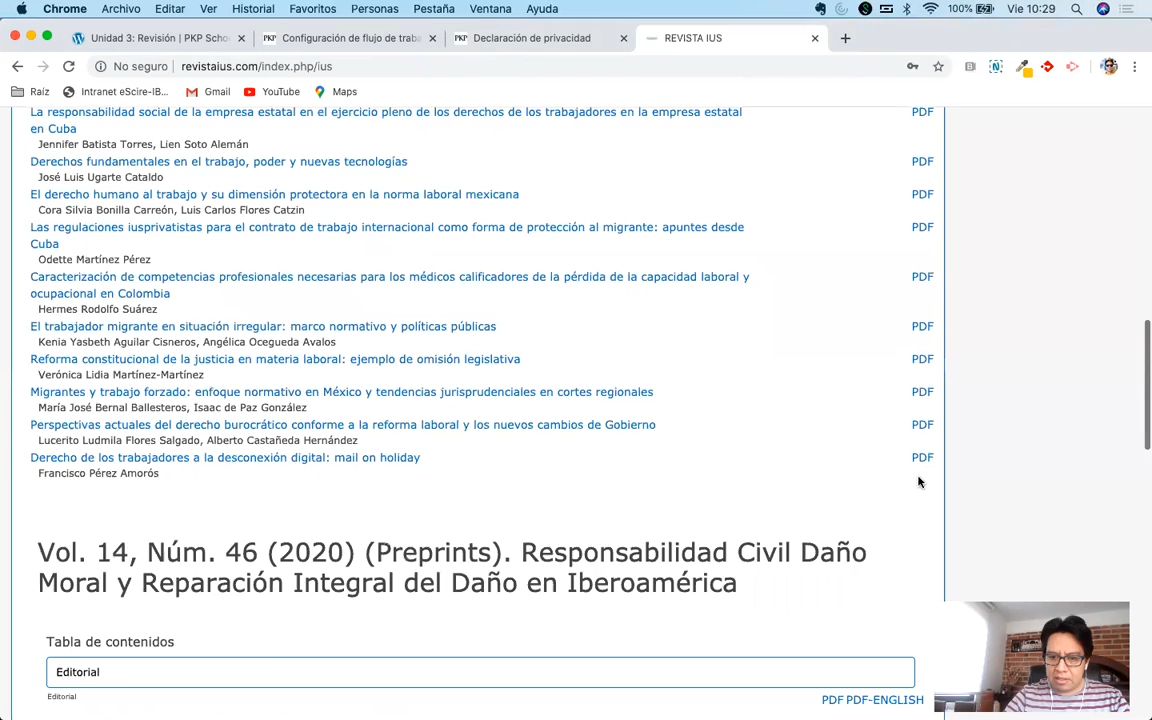 Chrome Archivo Editar Ver Historial Favoritos Personas Pestaña Ventana Ayuda 100% Vie 10:29
Unidad 3: Revisión | PKP Scho
Configuración de flujo de traba
Declaración de privacidad
REVISTA IUS
No seguro revistaius.com/index.php/ius
Raíz Intranet eScire-IB... Gmail YouTube Maps
La responsabilidad social de la empresa estatal en el ejercicio pleno de los derechos de los trabajadores en la empresa estatal PDF
en Cuba
Jennifer Batista Torres, Lien Soto Alemán
Derechos fundamentales en el trabajo, poder y nuevas tecnologías PDF
José Luis Ugarte Cataldo
El derecho humano al trabajo y su dimensión protectora en la norma laboral mexicana PDF
Cora Silvia Bonilla Carreón, Luis Carlos Flores Catzin
Las regulaciones iusprivatistas para el contrato de trabajo internacional como forma de protección al migrante: apuntes desde PDF
Cuba
Odette Martínez Pérez
Caracterización de competencias profesionales necesarias para los médicos calificadores de la pérdida de la capacidad laboral y PDF
ocupacional en Colombia
Hermes Rodolfo Suárez
El trabajador migrante en situación irregular: marco normativo y políticas públicas PDF
Kenia Yasbeth Aguilar Cisneros, Angélica Ocegueda Avalos
Reforma constitucional de la justicia en materia laboral: ejemplo de omisión legislativa PDF
Verónica Lidia Martínez-Martínez
Migrantes y trabajo forzado: enfoque normativo en México y tendencias jurisprudenciales en cortes regionales PDF
María José Bernal Ballesteros, Isaac de Paz González
Perspectivas actuales del derecho burocrático conforme a la reforma laboral y los nuevos cambios de Gobierno PDF
Lucerito Ludmila Flores Salgado, Alberto Castañeda Hernández
Derecho de los trabajadores a la desconexión digital: mail on holiday PDF
Francisco Pérez Amorós
Vol. 14, Núm. 46 (2020) (Preprints). Responsabilidad Civil Daño
Moral y Reparación Integral del Daño en Iberoamérica
Tabla de contenidos
Editorial
Editorial PDF PDF-ENGLISH